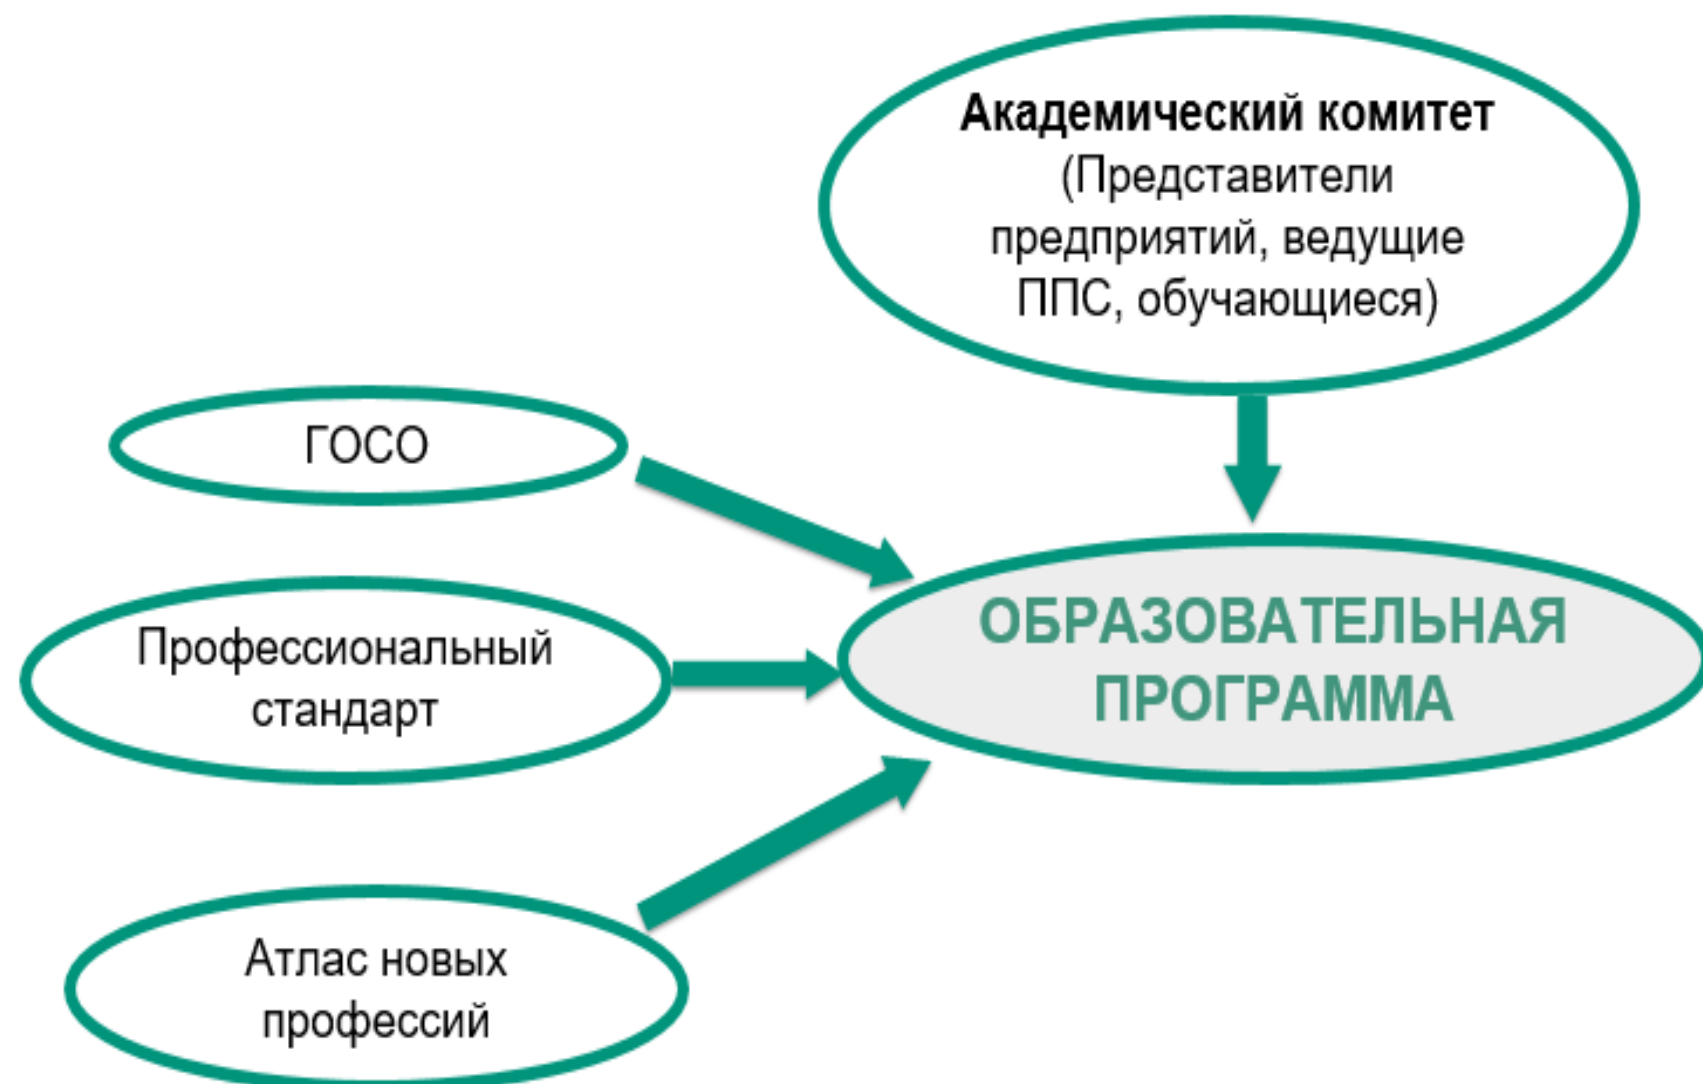 Академический комитет
(Представители
предприятий, ведущие
ППС, обучающиеся)
ГОСО
Профессиональный
стандарт
ОБРАЗОВАТЕЛЬНАЯ
ПРОГРАММА
Атлас новых
профессий